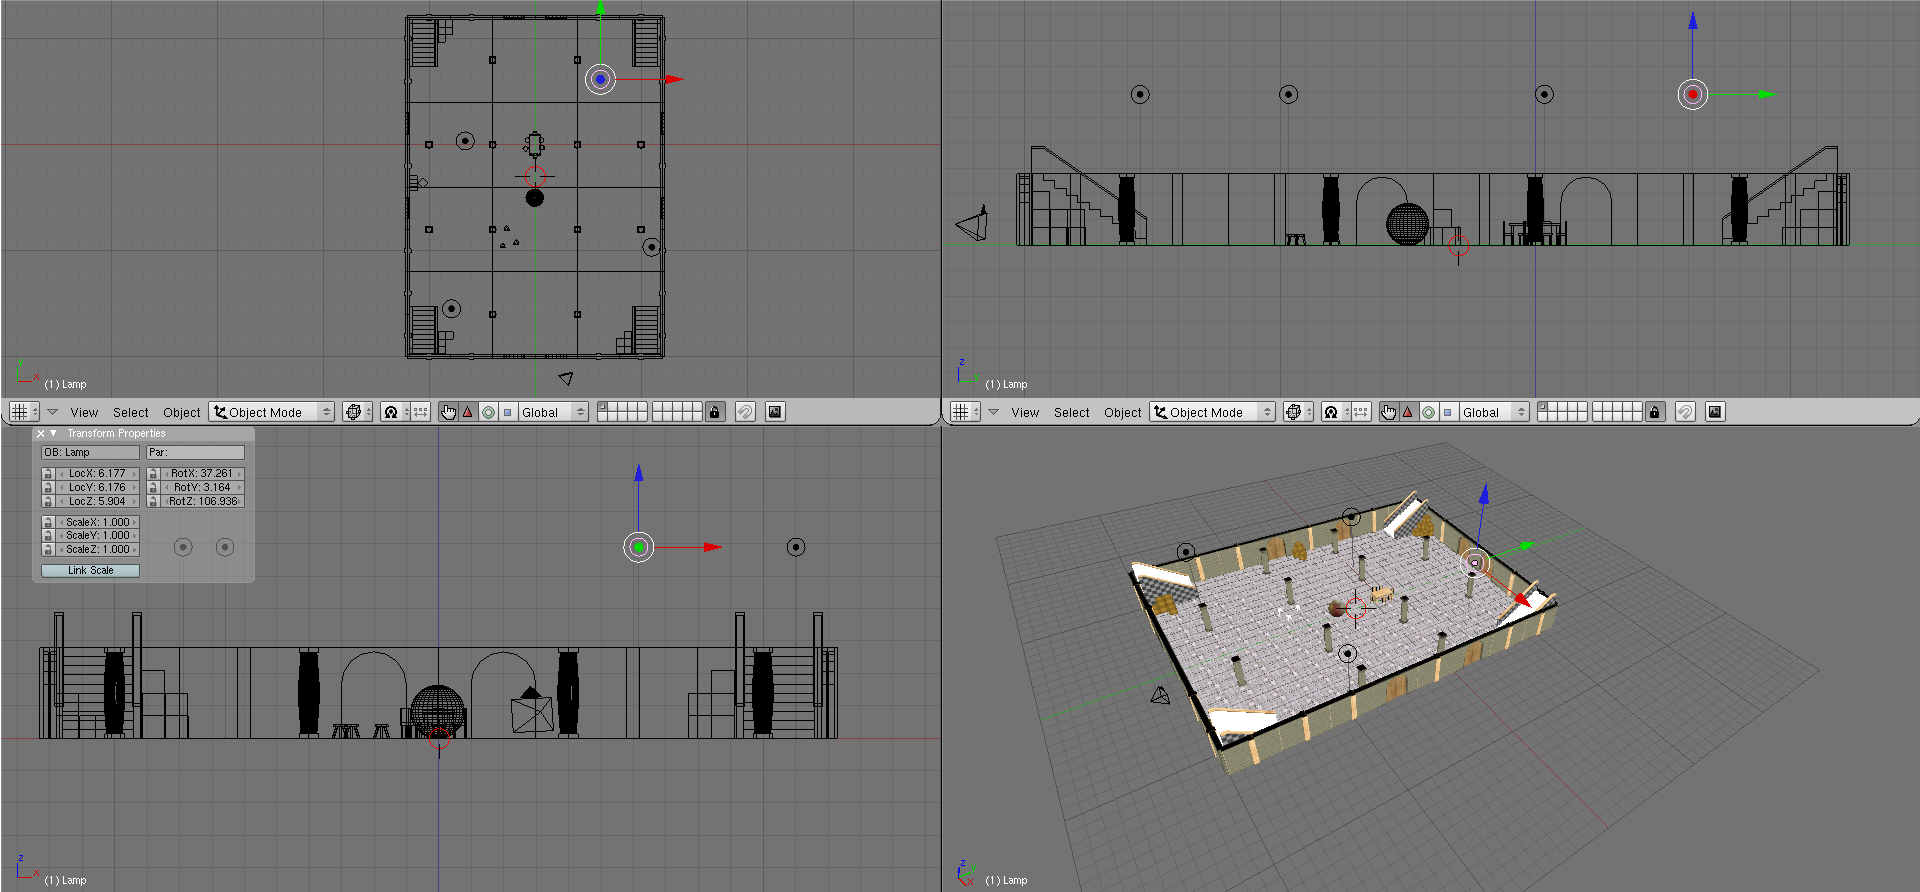 y
x
(1) Lamp
z
y
(1) Lamp
View Select Object Object Mode Global
View Select Object Object Mode Global
Transform Properties
OB: Lamp Par:
LocX: 6.177 RotX: 37.261
LocY: 6.176 RotY: 3.164
LocZ: 5.904 RotZ: 106.936
ScaleX: 1.000
ScaleY: 1.000
ScaleZ: 1.000
Link Scale
z
x
(1) Lamp
z
x
(1) Lamp